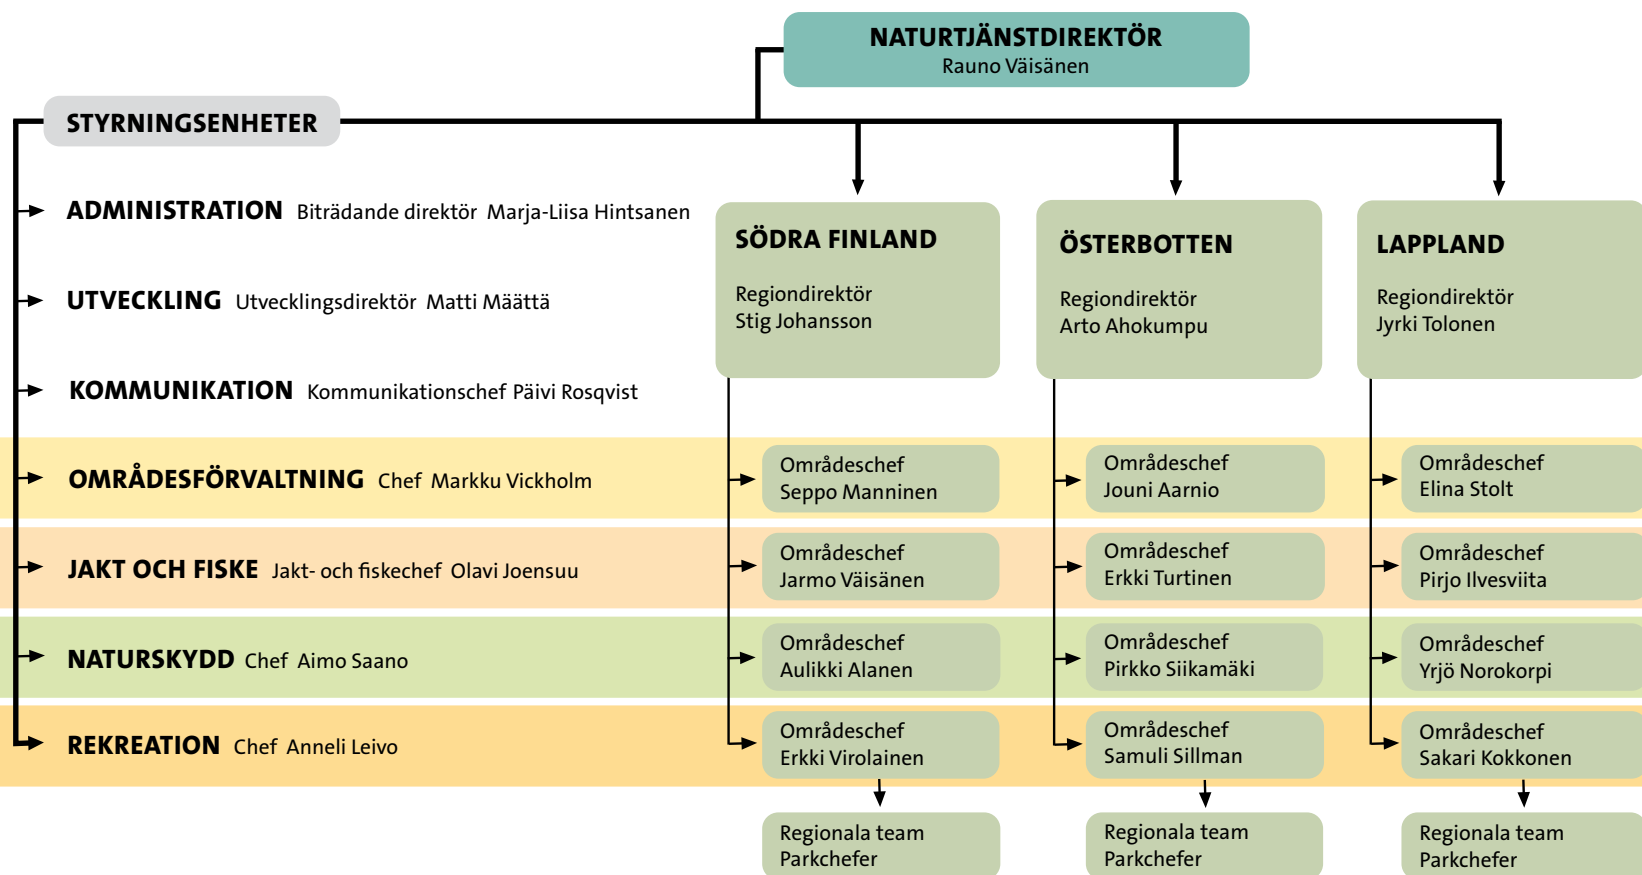 NATURTJÄNSTDIREKTÖR
Rauno Väisänen
STYRNINGSENHETER
ADMINISTRATION Biträdande direktör Marja-Liisa Hintsanen
UTVECKLING Utvecklingsdirektör Matti Määttä
KOMMUNIKATION Kommunikationschef Päivi Rosqvist
OMRÅDESFÖRVALTNING Chef Markku Vickholm
JAKT OCH FISKE Jakt- och fiskechef Olavi Joensuu
NATURSKYDD Chef Aimo Saano
REKREATION Chef Anneli Leivo
SÖDRA FINLAND
Regiondirektör
Stig Johansson
Områdeschef
Seppo Manninen
Områdeschef
Jarmo Väisänen
Områdeschef
Aulikki Alanen
Områdeschef
Erkki Virolainen
Regionala team
Parkchefer
ÖSTERBOTTEN
Regiondirektör
Arto Ahokumpu
Områdeschef
Jouni Aarnio
Områdeschef
Erkki Turtinen
Områdeschef
Pirkko Siikamäki
Områdeschef
Samuli Sillman
Regionala team
Parkchefer
LAPPLAND
Regiondirektör
Jyrki Tolonen
Områdeschef
Elina Stolt
Områdeschef
Pirjo Ilvesviita
Områdeschef
Yrjö Norokorpi
Områdeschef
Sakari Kokkonen
Regionala team
Parkchefer